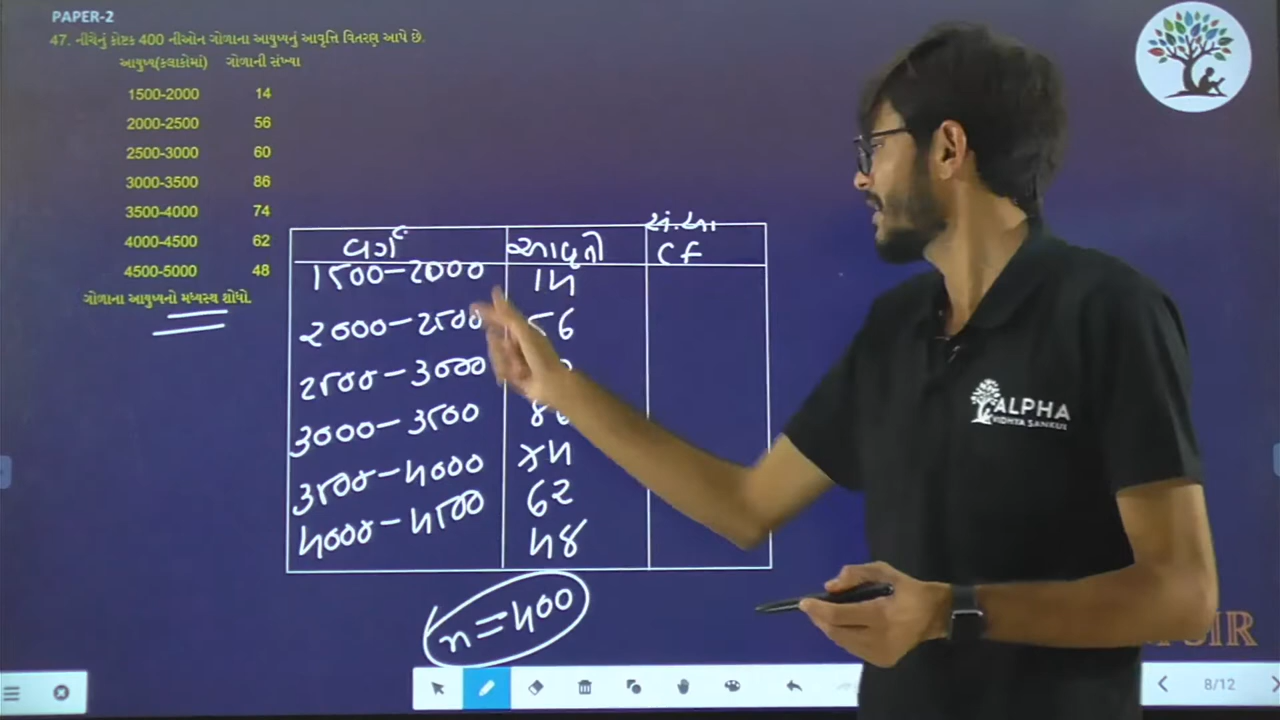 PAPER-2
47. નીચેનું કોષ્ટક 400 નીઓન ગોળાના આયુષ્યનું આવૃત્તિ વિતરણ આપે છે.
આયુષ્ય(કલાકોમાં) ગોળાની સંખ્યા
1500-2000 14
2000-2500 56
2500-3000 60
3000-3500 86
3500-4000 74
4000-4500 62
4500-5000 48
ગોળાના આયુષ્યનો મધ્યસ્થ શોધો.
વર્ગ આવૃતી cf
1500-2000 14
2000-2500 56
2500-3000
3000-3500
3500-4000 74
4000-4500 62
48
n=400
ALPHA
VIDHYA SANKUL
SIR
8/12